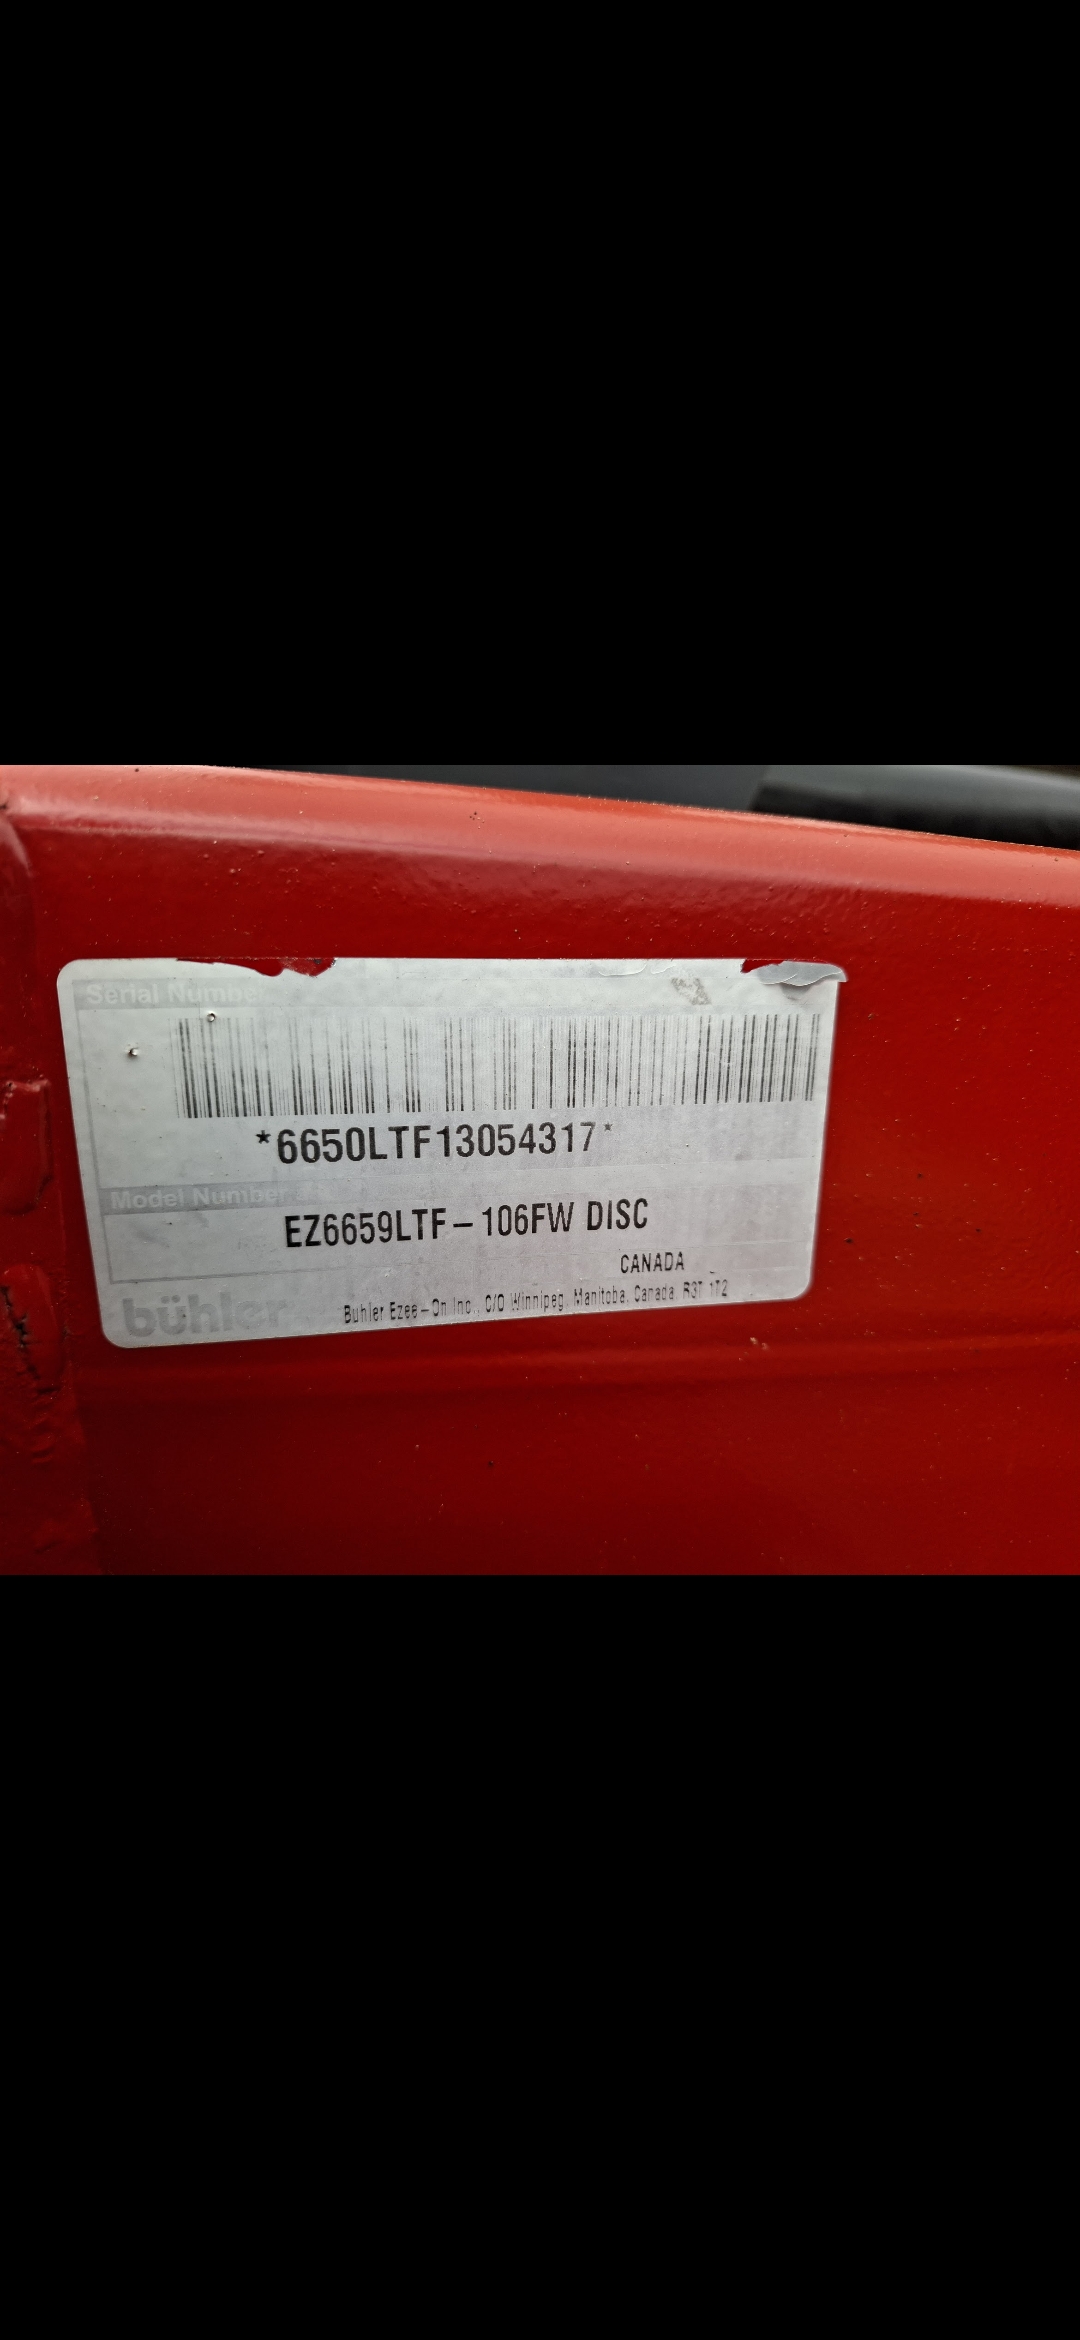 Serial Number
*6650LTF13054317*
Model Number
EZ6659LTF-106FW DISC
CANADA
bühler
Buhler Ezee-On Inc., C/O Winnipeg, Manitoba, Canada, R3T 1T2